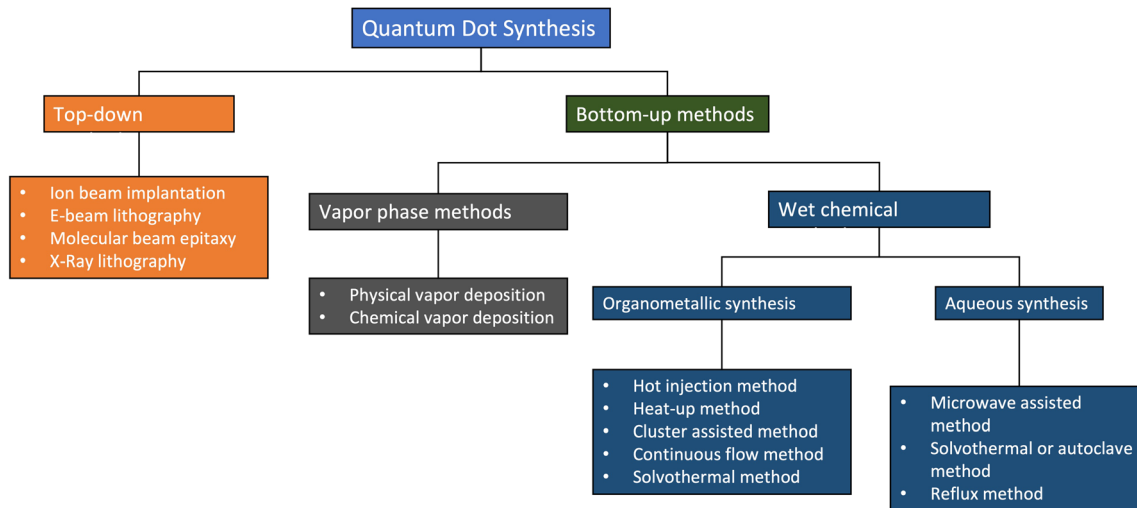 Quantum Dot Synthesis
Top-down
Bottom-up methods
• Ion beam implantation
• E-beam lithography
• Molecular beam epitaxy
• X-Ray lithography
Vapor phase methods
Wet chemical
• Physical vapor deposition
• Chemical vapor deposition
Organometallic synthesis
Aqueous synthesis
• Hot injection method
• Heat-up method
• Cluster assisted method
• Continuous flow method
• Solvothermal method
• Microwave assisted
method
• Solvothermal or autoclave
method
• Reflux method